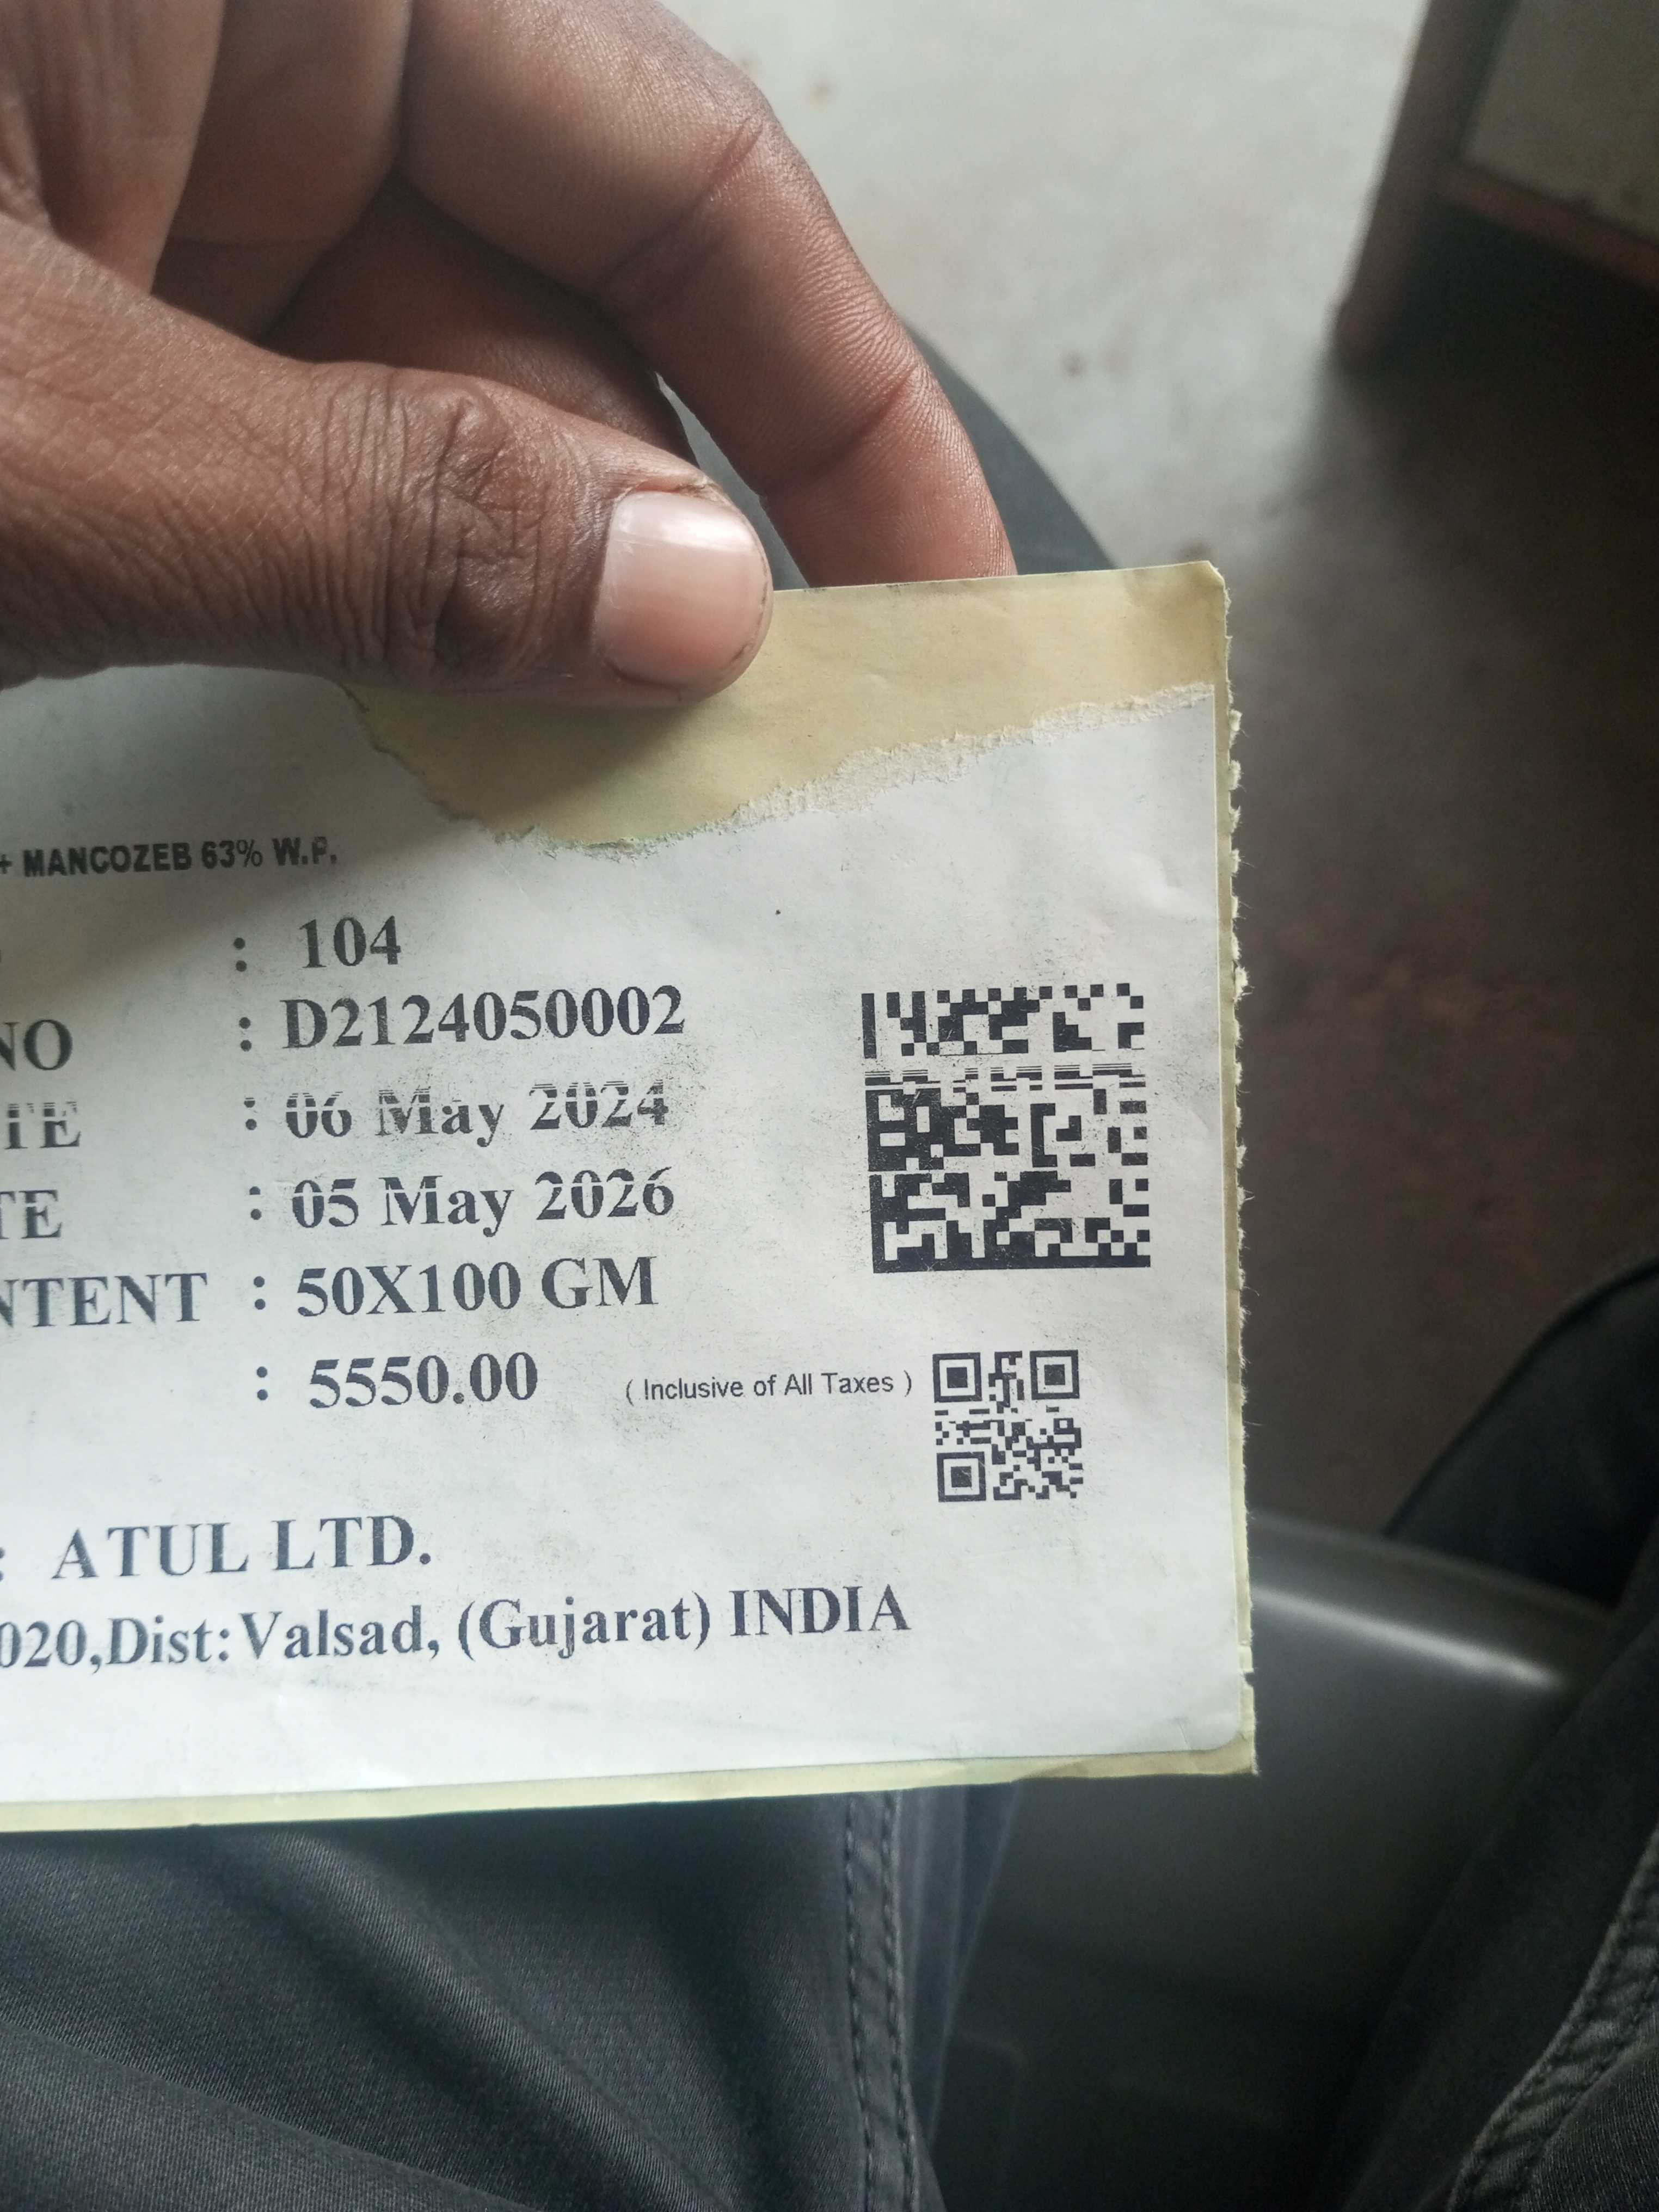 + MANCOZEB 63% W.P.
: 104
NO : D2124050002
TE : 06 May 2024
TE : 05 May 2026
NTENT : 50X100 GM
: 5550.00 ( Inclusive of All Taxes )
: ATUL LTD.
020,Dist:Valsad, (Gujarat) INDIA